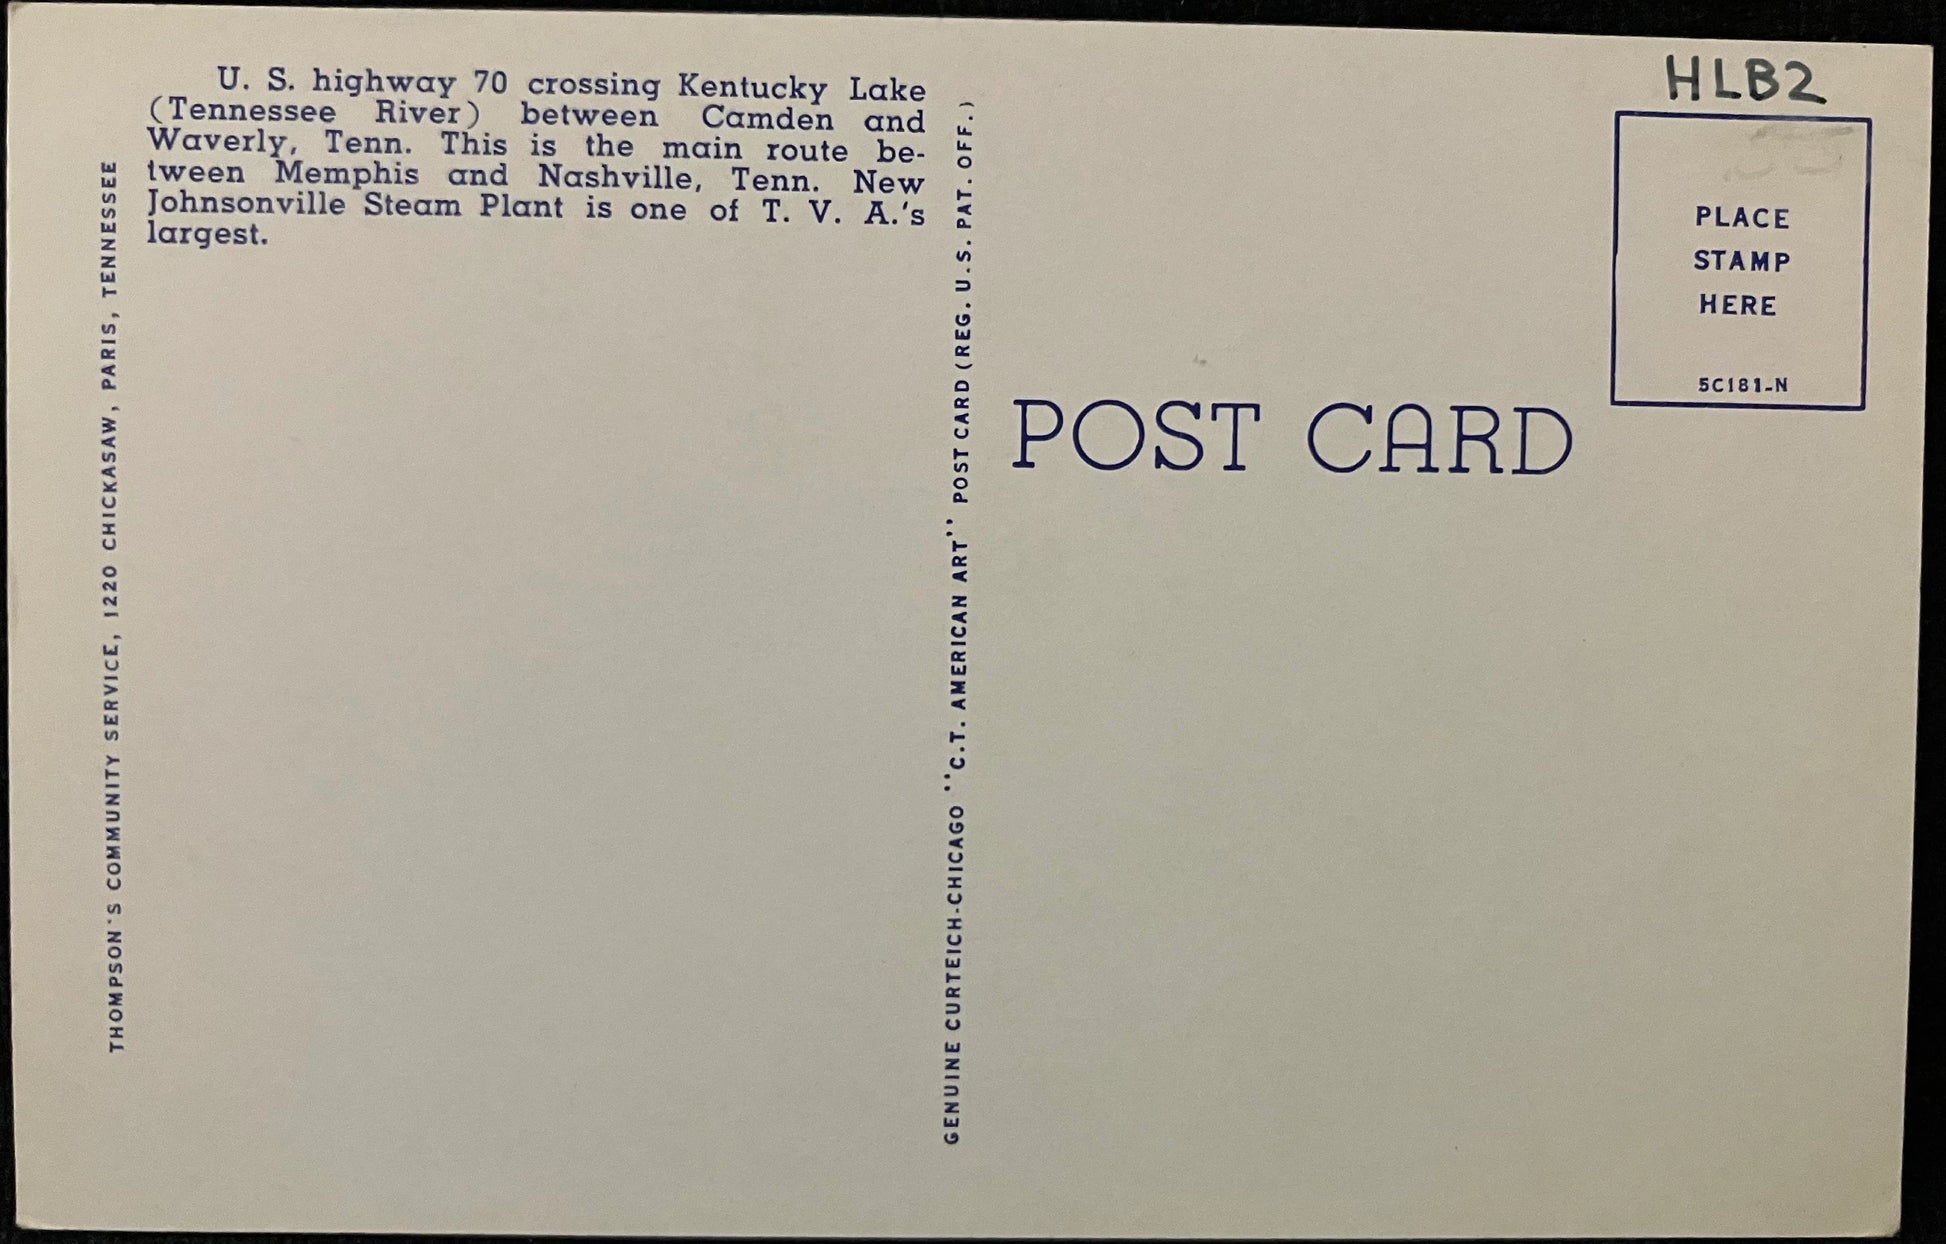 U. S. highway 70 crossing Kentucky Lake
(Tennessee River) between Camden and
Waverly, Tenn. This is the main route be-
tween Memphis and Nashville, Tenn. New
Johnsonville Steam Plant is one of T. V. A.'s
largest.
THOMPSON'S COMMUNITY SERVICE, 1220 CHICKASAW, PARIS, TENNESSEE
GENUINE CURTEICH-CHICAGO "C.T. AMERICAN ART" POST CARD (REG. U.S. PAT. OFF.)
POST CARD
HLB2
PLACE
STAMP
HERE
5C181-N